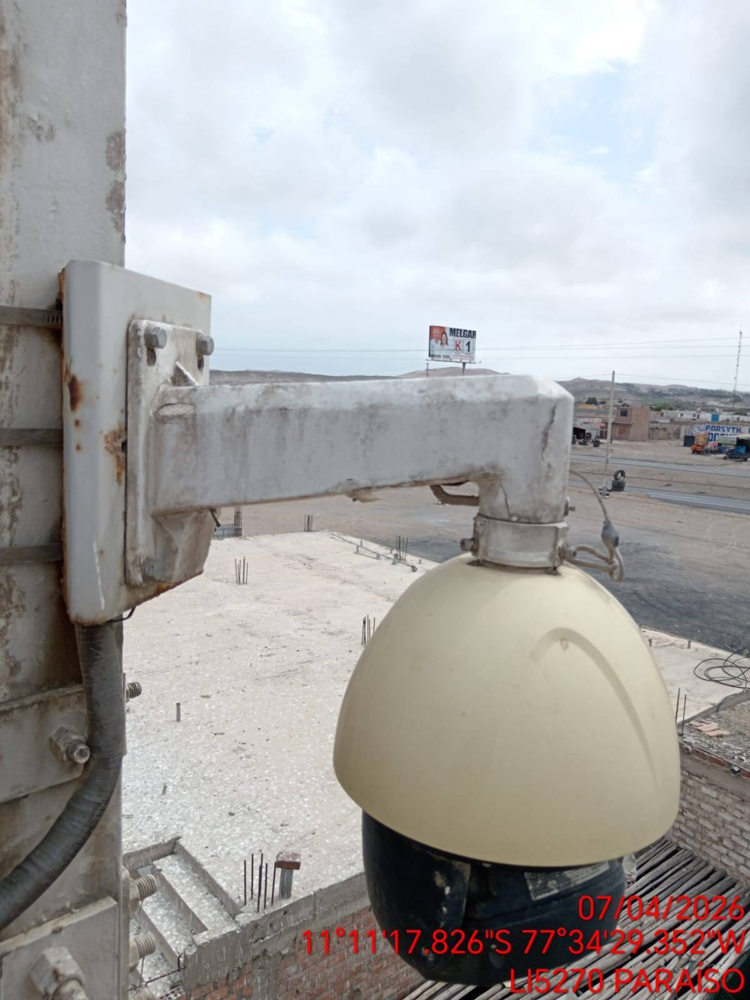 MELGAR
K 1
FORSYTH
07/04/2026
11°11'17.826"S 77°34'29.352"W
LI5270 PARAÍSO